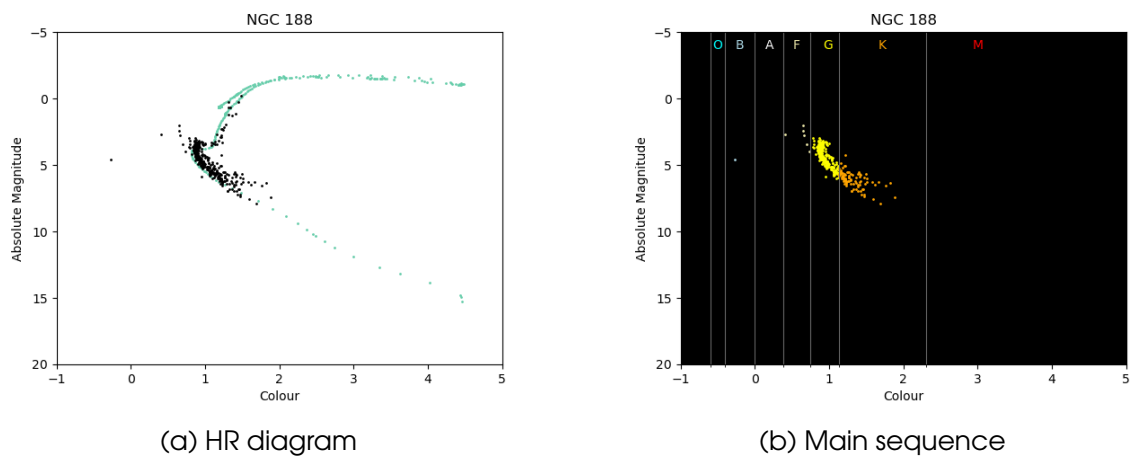 NGC 188
−5
0
5
10
15
20
Absolute Magnitude
−1 0 1 2 3 4 5
Colour
(a) HR diagram
NGC 188
O B A F G K M
−5
0
5
10
15
20
Absolute Magnitude
−1 0 1 2 3 4 5
Colour
(b) Main sequence